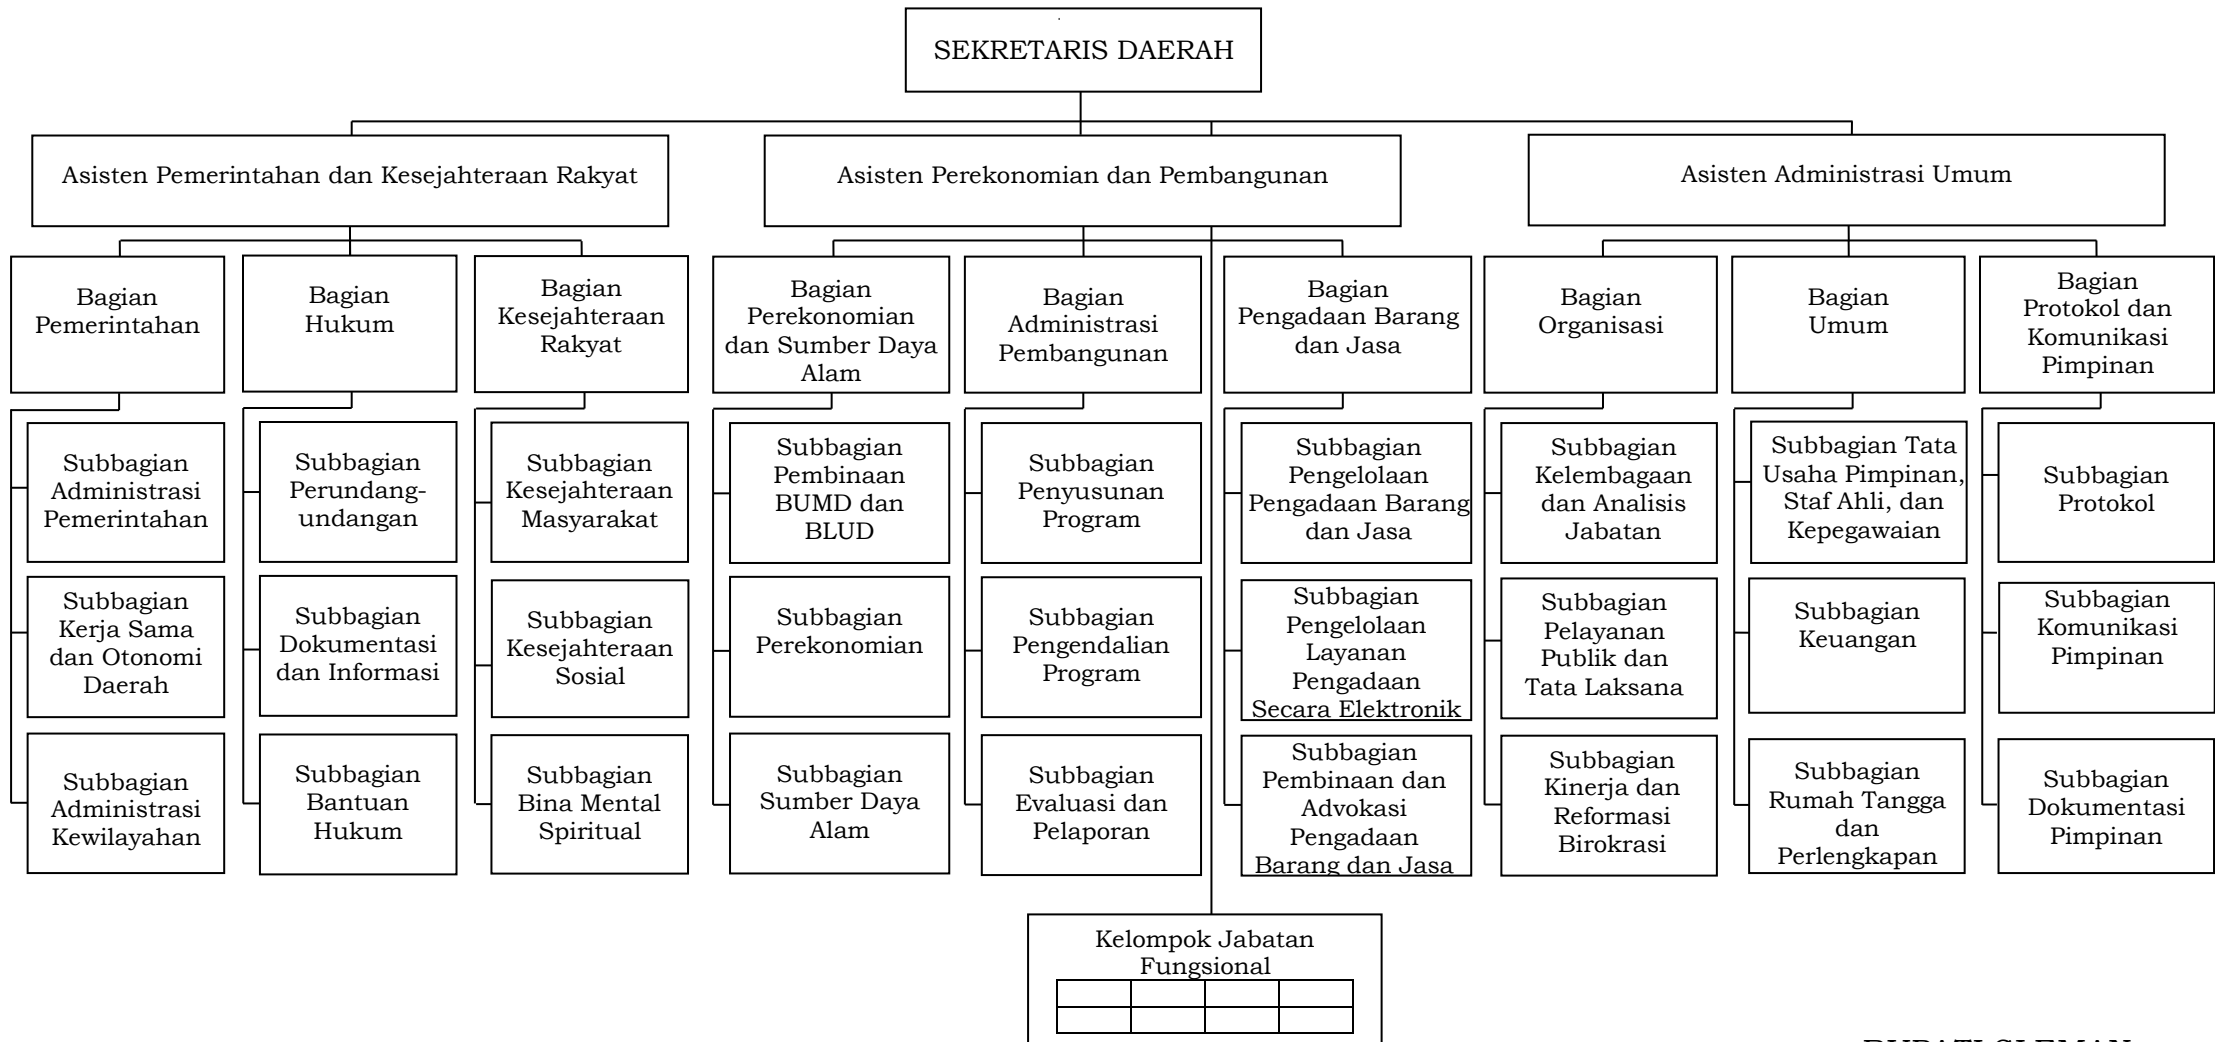 SEKRETARIS DAERAH
Asisten Pemerintahan dan Kesejahteraan Rakyat
Asisten Perekonomian dan Pembangunan
Asisten Administrasi Umum
Bagian
Pemerintahan
Bagian
Hukum
Bagian
Kesejahteraan
Rakyat
Bagian
Perekonomian
dan Sumber Daya
Alam
Bagian
Administrasi
Pembangunan
Bagian
Pengadaan Barang
dan Jasa
Bagian
Organisasi
Bagian
Umum
Bagian
Protokol dan
Komunikasi
Pimpinan
Subbagian
Administrasi
Pemerintahan
Subbagian
Perundang-
undangan
Subbagian
Kesejahteraan
Masyarakat
Subbagian
Pembinaan
BUMD dan
BLUD
Subbagian
Penyusunan
Program
Subbagian
Pengelolaan
Pengadaan Barang
dan Jasa
Subbagian
Kelembagaan
dan Analisis
Jabatan
Subbagian Tata
Usaha Pimpinan,
Staf Ahli, dan
Kepegawaian
Subbagian
Protokol
Subbagian
Kerja Sama
dan Otonomi
Daerah
Subbagian
Dokumentasi
dan Informasi
Subbagian
Kesejahteraan
Sosial
Subbagian
Perekonomian
Subbagian
Pengendalian
Program
Subbagian
Pengelolaan
Layanan
Pengadaan
Secara Elektronik
Subbagian
Pelayanan
Publik dan
Tata Laksana
Subbagian
Keuangan
Subbagian
Komunikasi
Pimpinan
Subbagian
Administrasi
Kewilayahan
Subbagian
Bantuan
Hukum
Subbagian
Bina Mental
Spiritual
Subbagian
Sumber Daya
Alam
Subbagian
Evaluasi dan
Pelaporan
Subbagian
Pembinaan dan
Advokasi
Pengadaan
Barang dan Jasa
Subbagian
Kinerja dan
Reformasi
Birokrasi
Subbagian
Rumah Tangga
dan
Perlengkapan
Subbagian
Dokumentasi
Pimpinan
Kelompok Jabatan
Fungsional
BUPATI SLEMAN